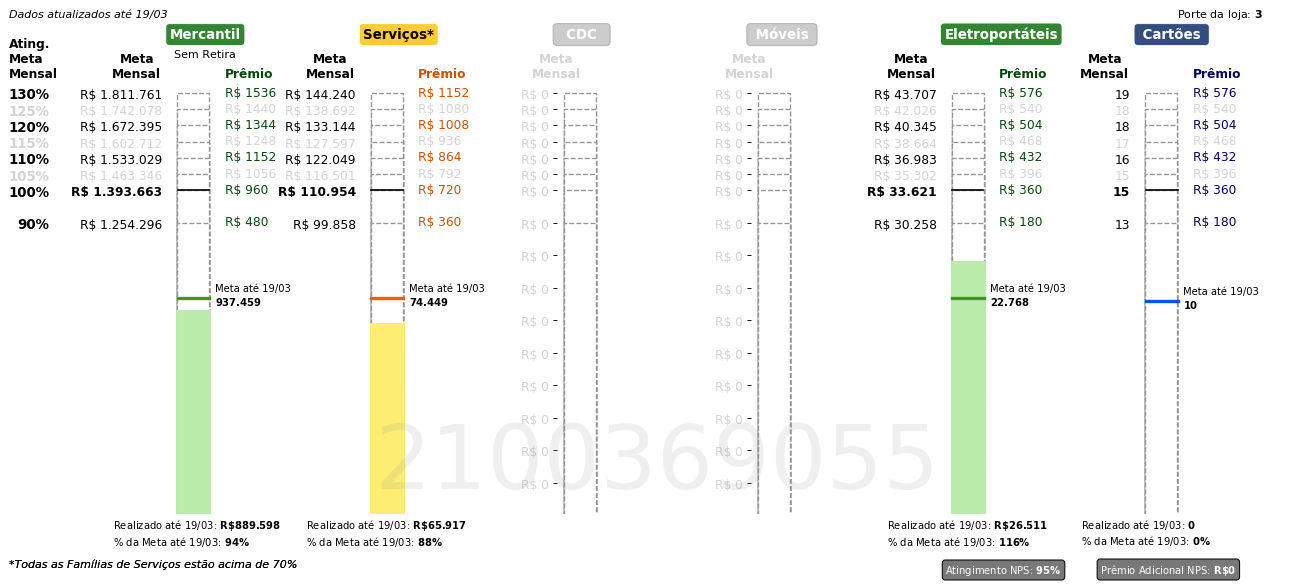 Dados atualizados até 19/03
Porte da loja: 3
Mercantil
Serviços*
CDC
Móveis
Eletroportáteis
Cartões
Sem Retira
Ating. Meta Mensal
Meta Mensal
Prêmio
Meta Mensal
Prêmio
Meta Mensal
Meta Mensal
Meta Mensal
Prêmio
Meta Mensal
Prêmio
130% R$ 1.811.761 R$ 1536 R$ 144.240 R$ 1152 R$ 0 R$ 0 R$ 43.707 R$ 576 19 R$ 576
125% R$ 1.742.078 R$ 1440 R$ 138.692 R$ 1080 R$ 0 R$ 0 R$ 42.026 R$ 540 18 R$ 540
120% R$ 1.672.395 R$ 1344 R$ 133.144 R$ 1008 R$ 0 R$ 0 R$ 40.345 R$ 504 18 R$ 504
115% R$ 1.602.712 R$ 1248 R$ 127.597 R$ 936 R$ 0 R$ 0 R$ 38.664 R$ 468 17 R$ 468
110% R$ 1.533.029 R$ 1152 R$ 122.049 R$ 864 R$ 0 R$ 0 R$ 36.983 R$ 432 16 R$ 432
105% R$ 1.463.346 R$ 1056 R$ 116.501 R$ 792 R$ 0 R$ 0 R$ 35.302 R$ 396 15 R$ 396
100% R$ 1.393.663 R$ 960 R$ 110.954 R$ 720 R$ 0 R$ 0 R$ 33.621 R$ 360 15 R$ 360
90% R$ 1.254.296 R$ 480 R$ 99.858 R$ 360 R$ 0 R$ 0 R$ 30.258 R$ 180 13 R$ 180
R$ 0 R$ 0
R$ 0 R$ 0
Meta até 19/03
937.459
Meta até 19/03
74.449
Meta até 19/03
22.768
Meta até 19/03
10
R$ 0 R$ 0
R$ 0 R$ 0
R$ 0 R$ 0
R$ 0 R$ 0
R$ 0 R$ 0
R$ 0 R$ 0
2100369055
Realizado até 19/03: R$889.598
% da Meta até 19/03: 94%
Realizado até 19/03: R$65.917
% da Meta até 19/03: 88%
Realizado até 19/03: R$26.511
% da Meta até 19/03: 116%
Realizado até 19/03: 0
% da Meta até 19/03: 0%
*Todas as Famílias de Serviços estão acima de 70%
Atingimento NPS: 95%
Prêmio Adicional NPS: R$0